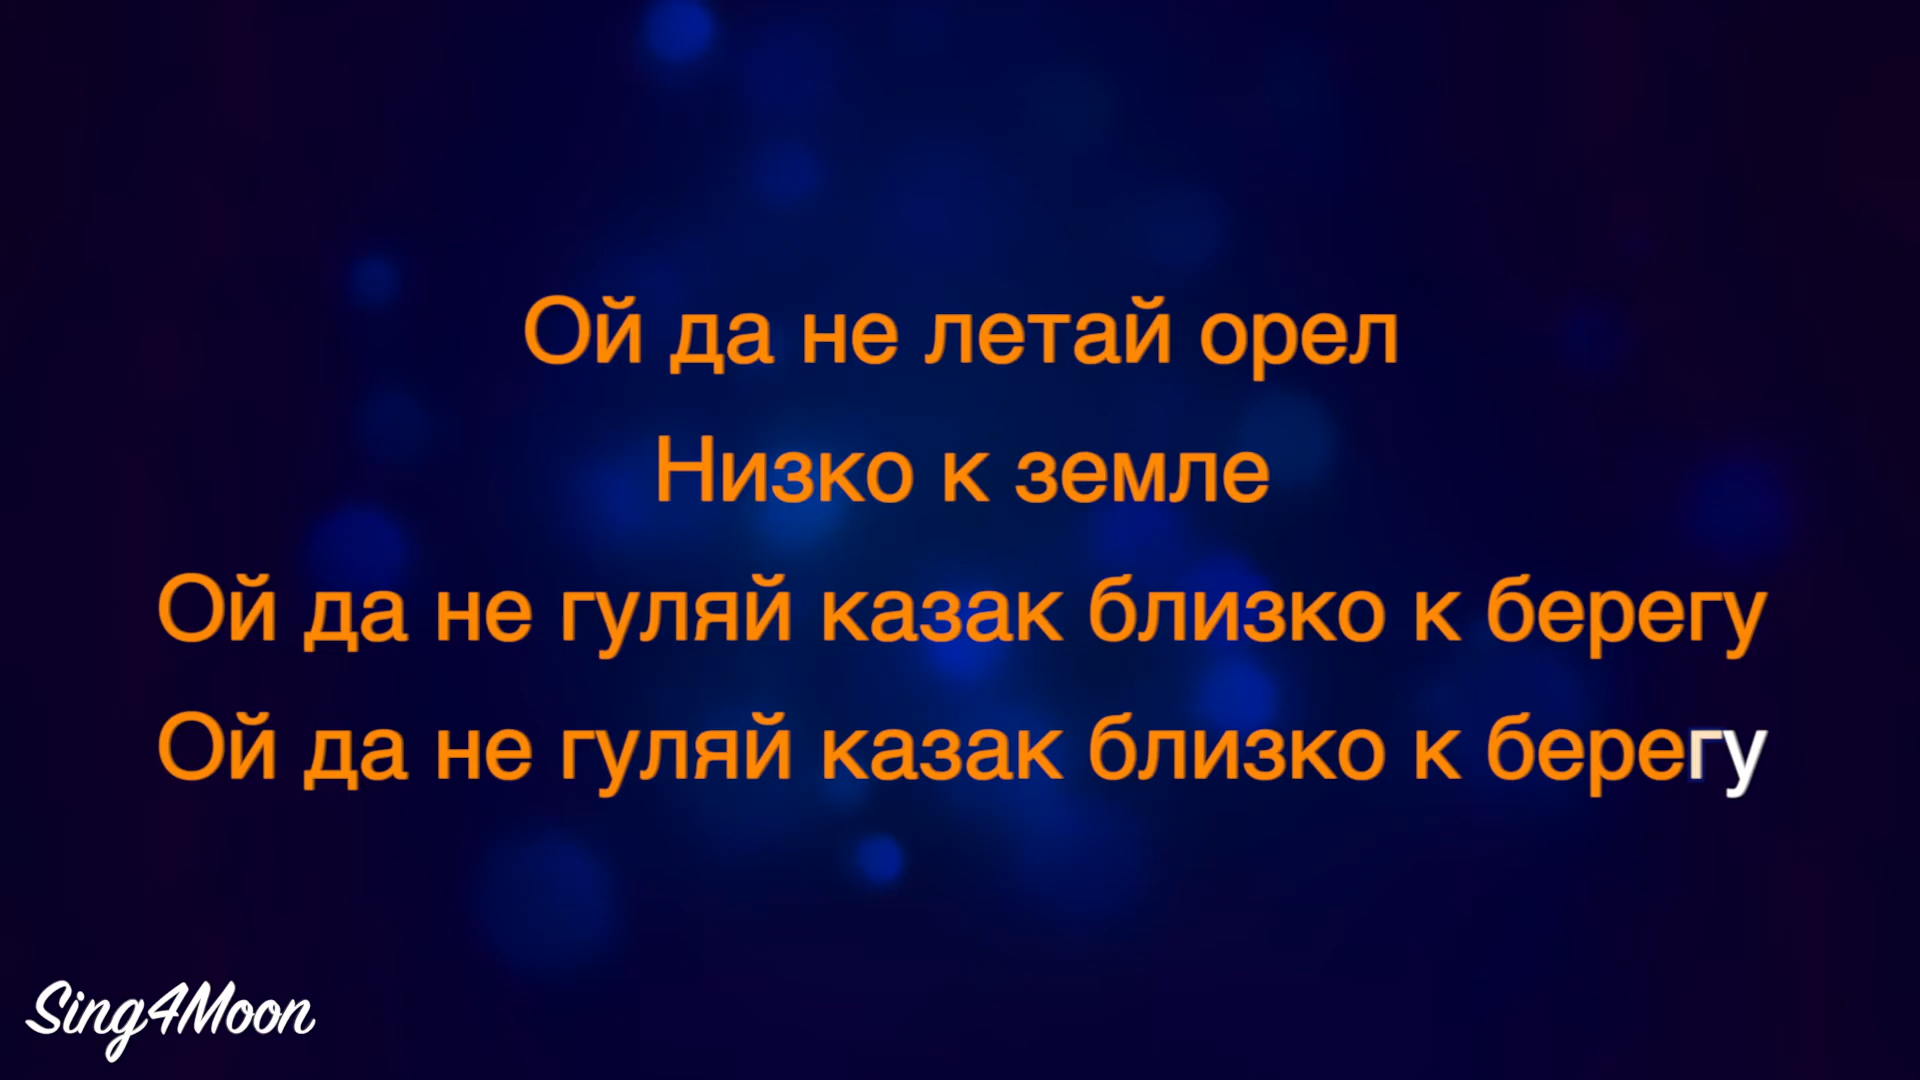 Ой да не летай орел
Низко к земле
Ой да не гуляй казак близко к берегу
Ой да не гуляй казак близко к берегу
Sing4Moon